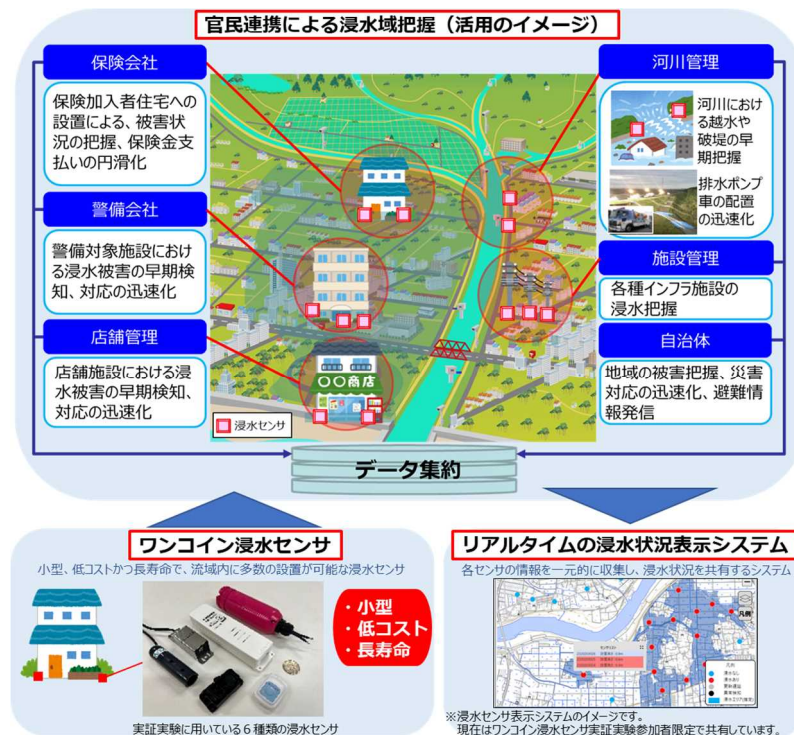 官民連携による浸水域把握（活用のイメージ）
保険会社
保険加入者住宅への
設置による、被害状
況の把握、保険金支
払いの円滑化
警備会社
警備対象施設における
浸水被害の早期検
知、対応の迅速化
店舗管理
店舗施設における浸
水被害の早期検知、
対応の迅速化
河川管理
河川における
越水や
破堤の早
期把握
排水ポンプ
車の配置
の迅速化
施設管理
各種インフラ施設の
浸水把握
自治体
地域の被害把握、災害
対応の迅速化、避難情
報発信
〇〇商店
浸水センサ
データ集約
ワンコイン浸水センサ
小型、低コストかつ長寿命で、流域内に多数の設置が可能な浸水センサ
・小型
・低コスト
・長寿命
実証実験に用いている６種類の浸水センサ
リアルタイムの浸水状況表示システム
各センサの情報を一元的に収集し、浸水状況を共有するシステム
凡例
凡例
浸水なし
浸水あり
※浸水センサ表示システムのイメージです。
現在はワンコイン浸水センサ実証実験参加者限定で共有しています。